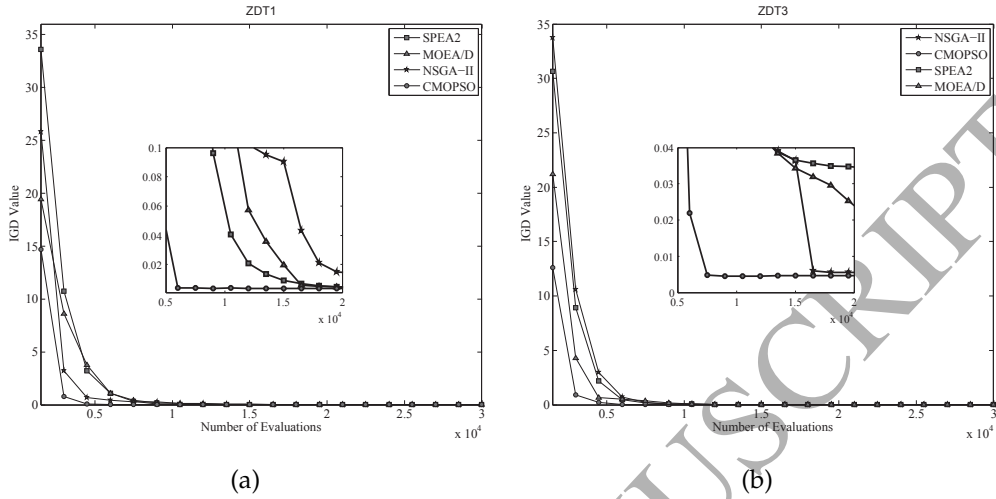 ZDT1
35
30
25
20
15
10
5
0
IGD Value
SPEA2
MOEA/D
NSGA−II
CMOPSO
0.1
0.08
0.06
0.04
0.02
0.5
1
1.5
2
x 10^4
0.5
1
1.5
2
2.5
3
Number of Evaluations
x 10^4
(a)
ZDT3
35
30
25
20
15
10
5
0
IGD Value
NSGA−II
CMOPSO
SPEA2
MOEA/D
0.04
0.03
0.02
0.01
0
0.5
1
1.5
2
x 10^4
0.5
1
1.5
2
2.5
3
Number of Evaluations
x 10^4
(b)
USCRIPT